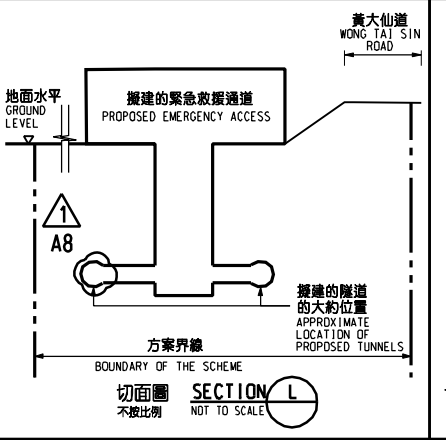 黃大仙道
WONG TAI SIN
ROAD
地面水平
GROUND
LEVEL
擬建的緊急救援通道
PROPOSED EMERGENCY ACCESS
1
A8
擬建的隧道
的大約位置
APPROXIMATE
LOCATION OF
PROPOSED TUNNELS
方案界線
BOUNDARY OF THE SCHEME
切面圖 SECTION L
不按比例 NOT TO SCALE